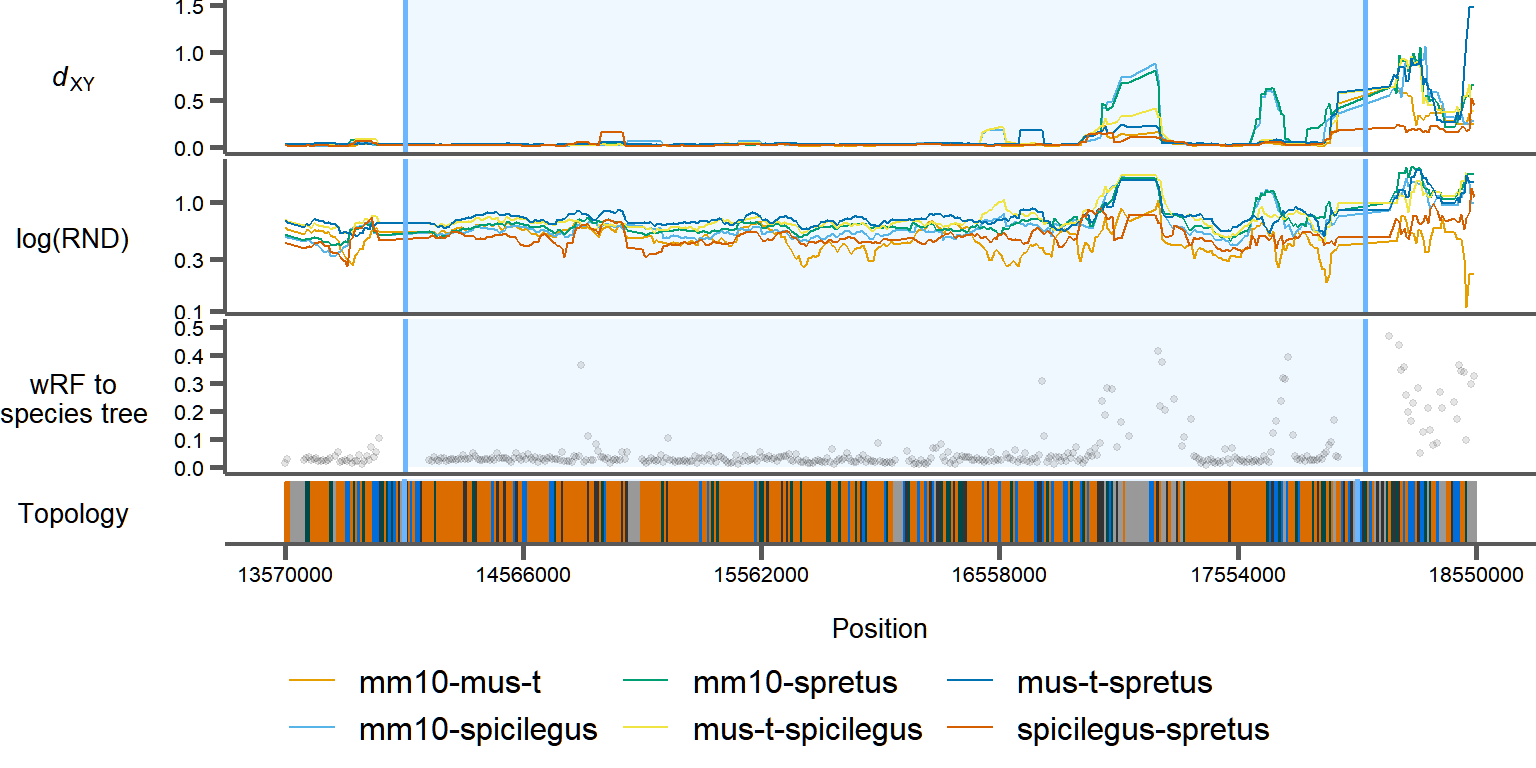 1.5
1.0
0.5
0.0
dXY
1.0
0.3
0.1
log(RND)
0.5
0.4
0.3
0.2
0.1
0.0
wRF to
species tree
Topology
13570000 14566000 15562000 16558000 17554000 18550000
Position
mm10-mus-t mm10-spretus mus-t-spretus
mm10-spicilegus mus-t-spicilegus spicilegus-spretus